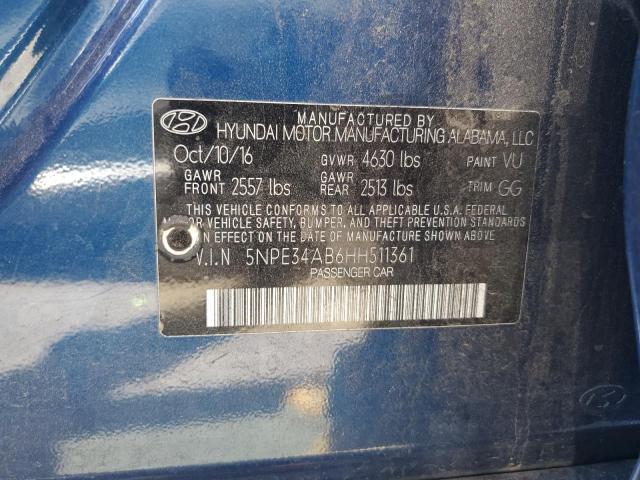 MANUFACTURED BY
HYUNDAI MOTOR MANUFACTURING ALABAMA, LLC
Oct/10/16 GVWR 4630 lbs PAINT VU
GAWR FRONT 2557 lbs GAWR REAR 2513 lbs TRIM GG
THIS VEHICLE CONFORMS TO ALL APPLICABLE U.S.A. FEDERAL
MOTOR VEHICLE SAFETY, BUMPER, AND THEFT PREVENTION STANDARDS
IN EFFECT ON THE DATE OF MANUFACTURE SHOWN ABOVE.
V.I.N 5NPE34AB6HH511361
PASSENGER CAR